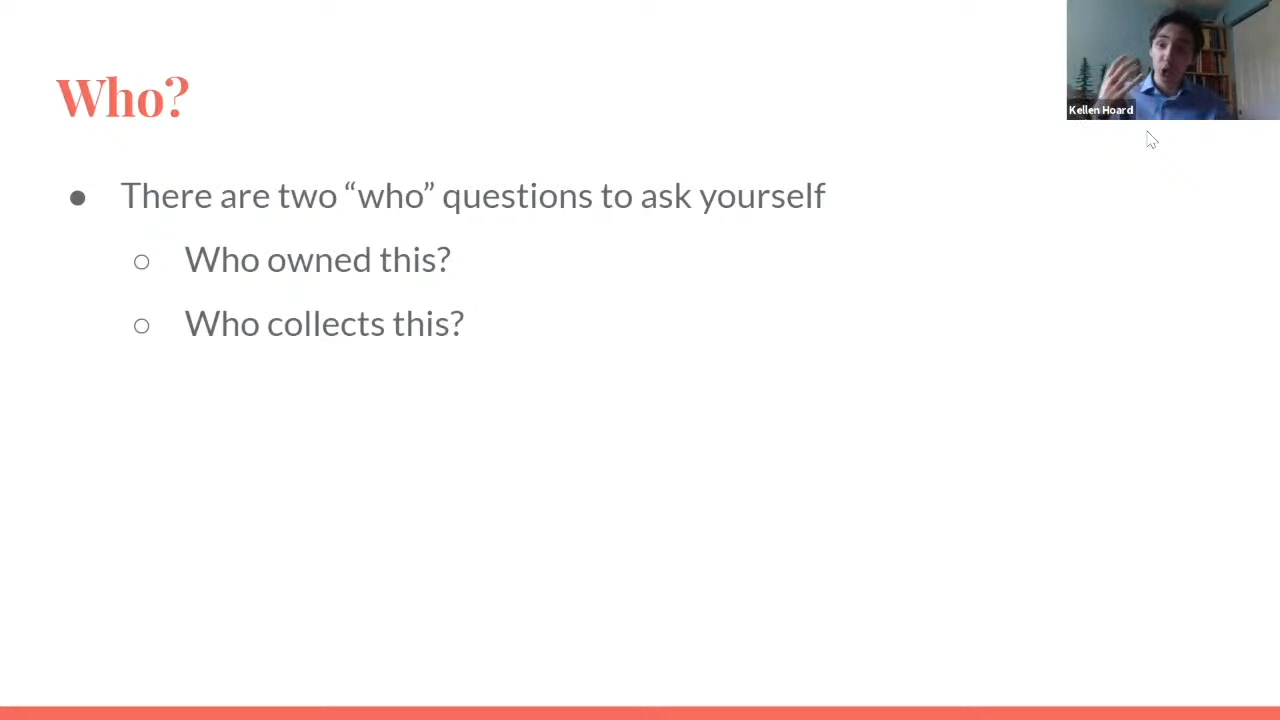 Who?
Kellen Hoard
● There are two “who” questions to ask yourself
○ Who owned this?
○ Who collects this?